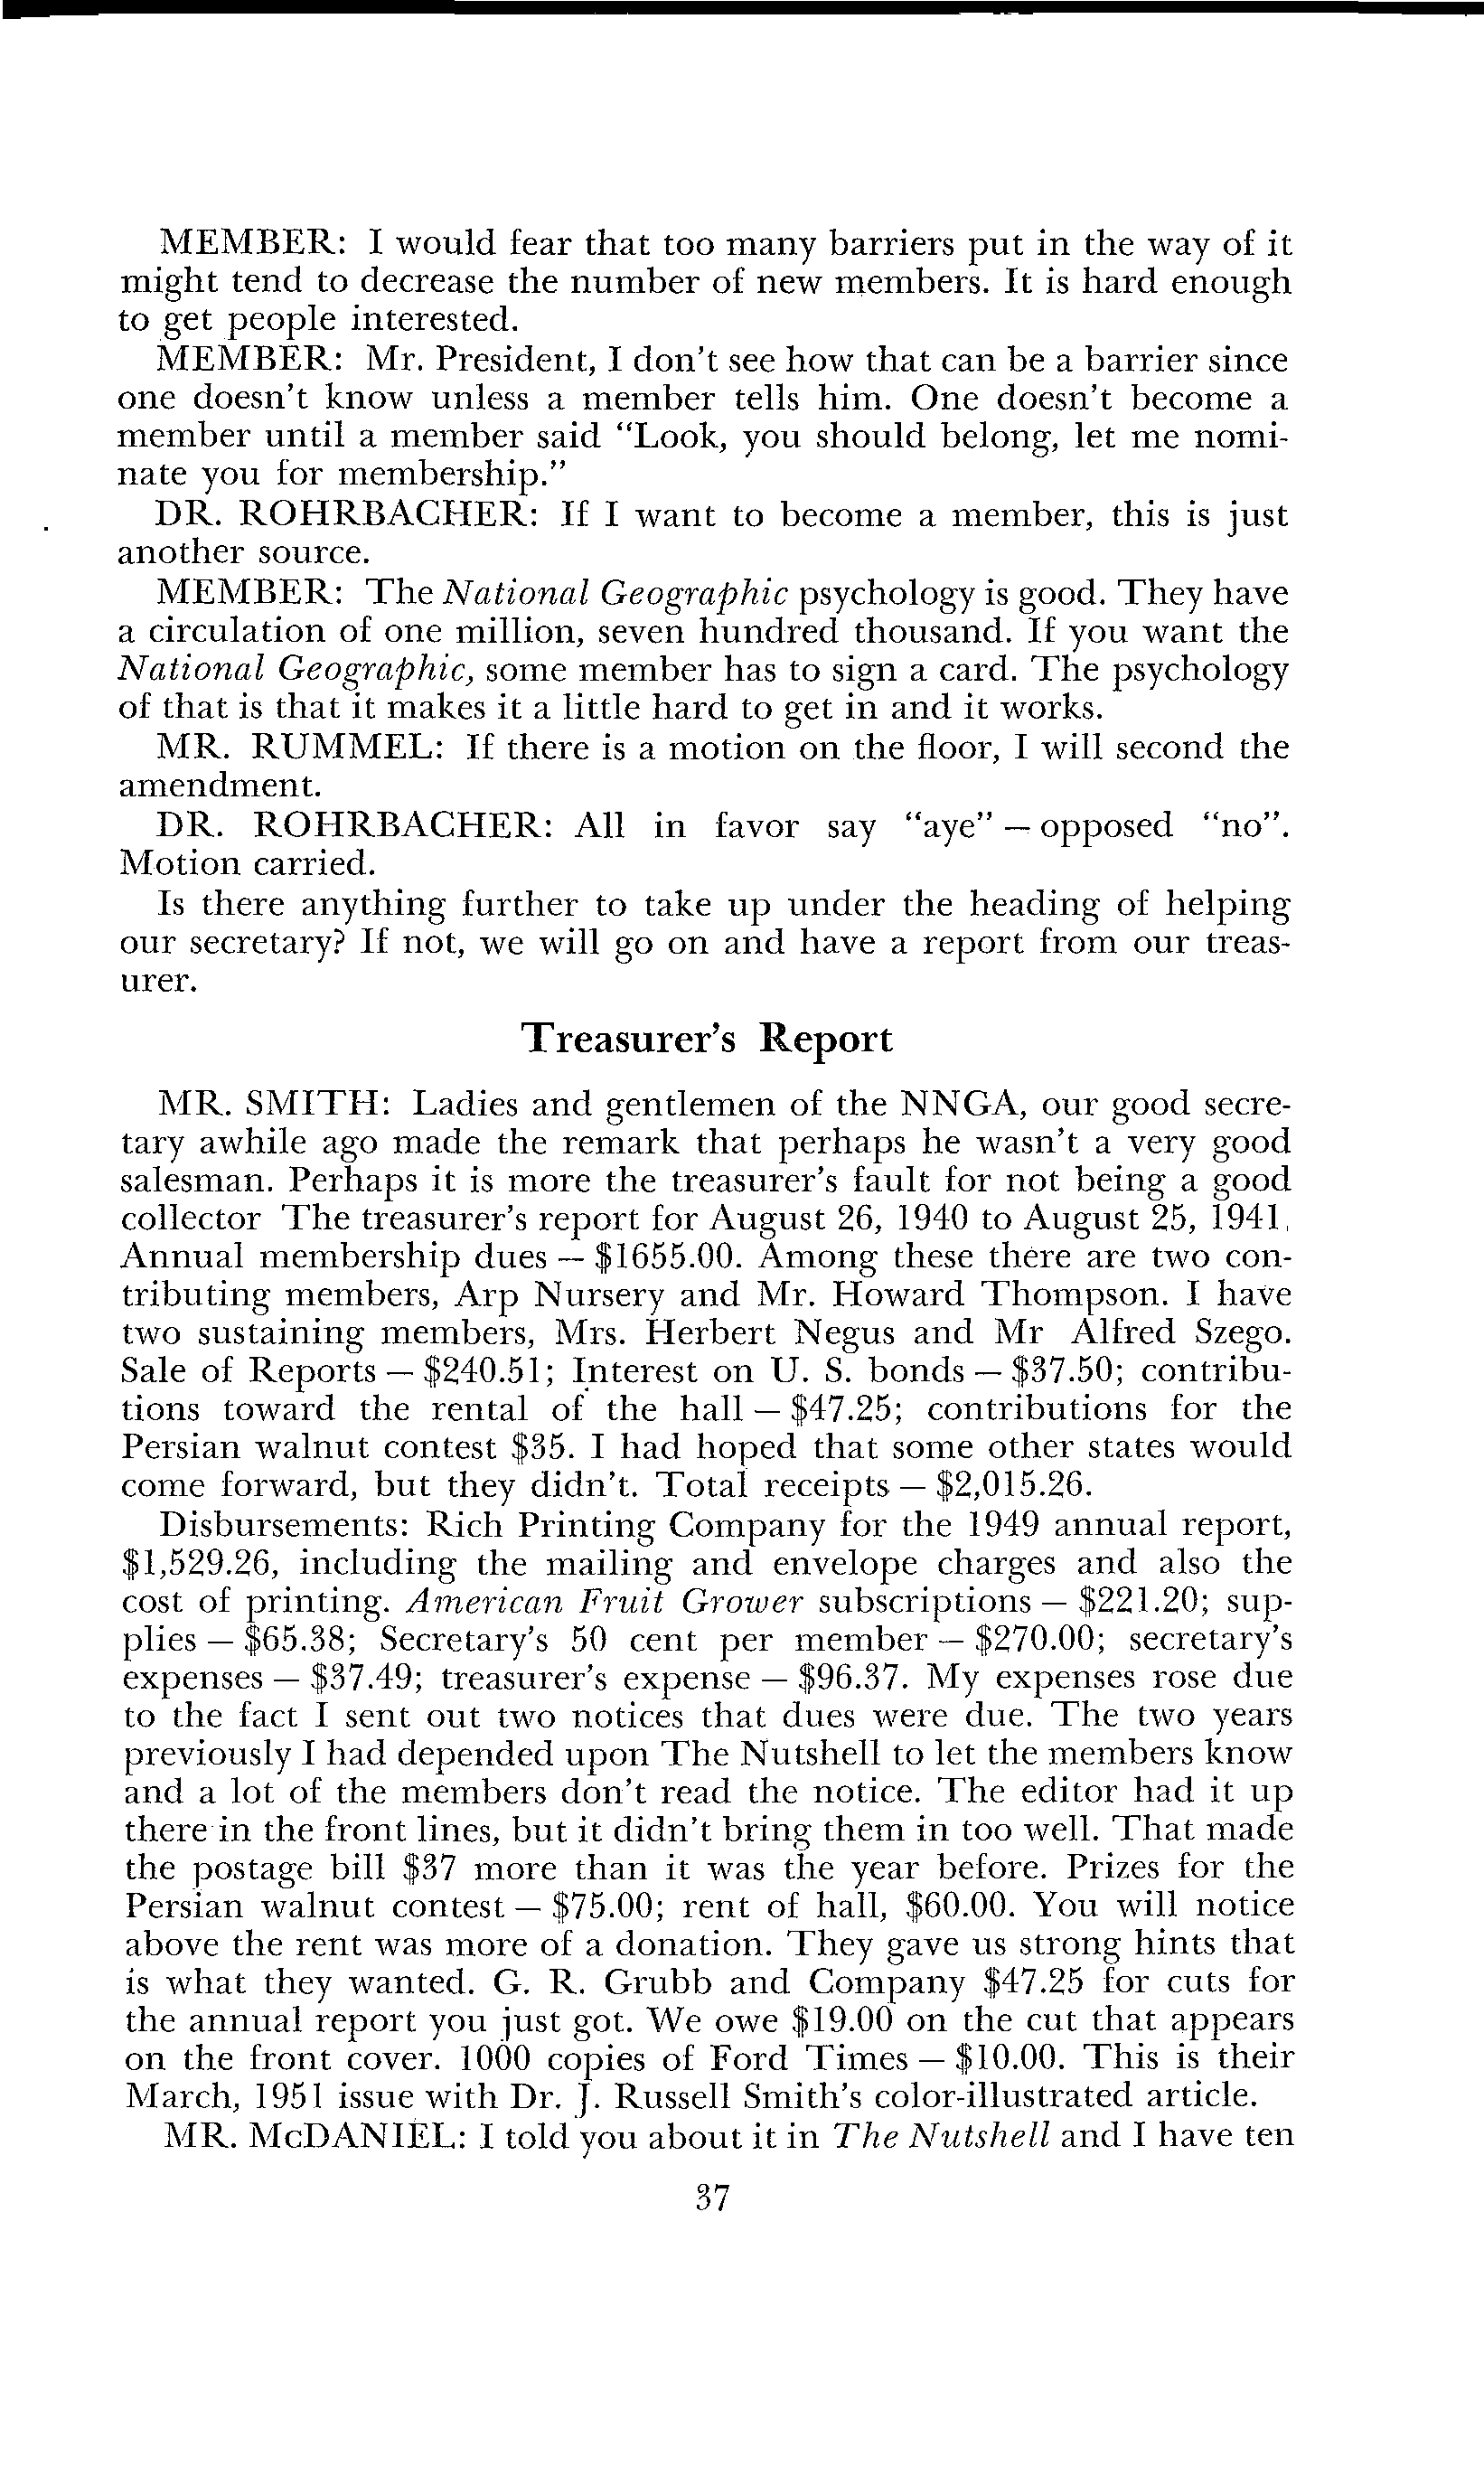 MEMBER: I would fear that too many barriers put in the way of it
might tend to decrease the number of new members. It is hard enough
to get people interested.
MEMBER: Mr. President, I don't see how that can be a barrier since
one doesn't know unless a member tells him. One doesn't become a
member until a member said "Look, you should belong, let me nomi-
nate you for membership."
DR. ROHRBACHER: If I want to become a member, this is just
another source.
MEMBER: The National Geographic psychology is good. They have
a circulation of one million, seven hundred thousand. If you want the
National Geographic, some member has to sign a card. The psychology
of that is that it makes it a little hard to get in and it works.
MR. RUMMEL: If there is a motion on the floor, I will second the
amendment.
DR. ROHRBACHER: All in favor say "aye" — opposed "no".
Motion carried.
Is there anything further to take up under the heading of helping
our secretary? If not, we will go on and have a report from our treas-
urer.
Treasurer's Report
MR. SMITH: Ladies and gentlemen of the NNGA, our good secre-
tary awhile ago made the remark that perhaps he wasn't a very good
salesman. Perhaps it is more the treasurer's fault for not being a good
collector The treasurer's report for August 26, 1940 to August 25, 1941,
Annual membership dues — $1655.00. Among these there are two con-
tributing members, Arp Nursery and Mr. Howard Thompson. I have
two sustaining members, Mrs. Herbert Negus and Mr Alfred Szego.
Sale of Reports — $240.51; Interest on U. S. bonds — $37.50; contribu-
tions toward the rental of the hall — $47.25; contributions for the
Persian walnut contest $35. I had hoped that some other states would
come forward, but they didn't. Total receipts — $2,015.26.
Disbursements: Rich Printing Company for the 1949 annual report,
$1,529.26, including the mailing and envelope charges and also the
cost of printing. American Fruit Grower subscriptions — $221.20; sup-
plies — $65.38; Secretary's 50 cent per member — $270.00; secretary's
expenses — $37.49; treasurer's expense — $96.37. My expenses rose due
to the fact I sent out two notices that dues were due. The two years
previously I had depended upon The Nutshell to let the members know
and a lot of the members don't read the notice. The editor had it up
there in the front lines, but it didn't bring them in too well. That made
the postage bill $37 more than it was the year before. Prizes for the
Persian walnut contest — $75.00; rent of hall, $60.00. You will notice
above the rent was more of a donation. They gave us strong hints that
is what they wanted. G. R. Grubb and Company $47.25 for cuts for
the annual report you just got. We owe $19.00 on the cut that appears
on the front cover. 1000 copies of Ford Times — $10.00. This is their
March, 1951 issue with Dr. J. Russell Smith's color-illustrated article.
MR. McDANIEL: I told you about it in The Nutshell and I have ten
37